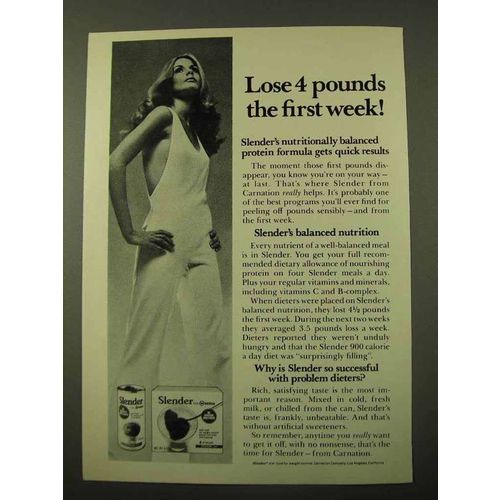 Lose 4 pounds
the first week!
Slender's nutritionally balanced
protein formula gets quick results
The moment those first pounds dis-
appear, you know you're on your way—
at last. That's where Slender from
Carnation really helps. It's probably one
of the best programs you'll ever find for
peeling off pounds sensibly—and from
the first week.
Slender's balanced nutrition
Every nutrient of a well-balanced meal
is in Slender. You get your full recom-
mended dietary allowance of nourishing
protein on four Slender meals a day.
Plus your regular vitamins and minerals,
including vitamins C and B-complex.
When dieters were placed on Slender's
balanced nutrition, they lost 4½ pounds
the first week. During the next two weeks
they averaged 3.5 pounds loss a week.
Dieters reported they weren't unduly
hungry and that the Slender 900 calorie
a day diet was "surprisingly filling".
Why is Slender so successful
with problem dieters?
Rich, satisfying taste is the most im-
portant reason. Mixed in cold, fresh
milk, or chilled from the can, Slender's
taste is, frankly, unbeatable. And that's
without artificial sweeteners.
So remember, anytime you really want
to get it off, with no nonsense, that's the
time for Slender—from Carnation.
Slender
Slender